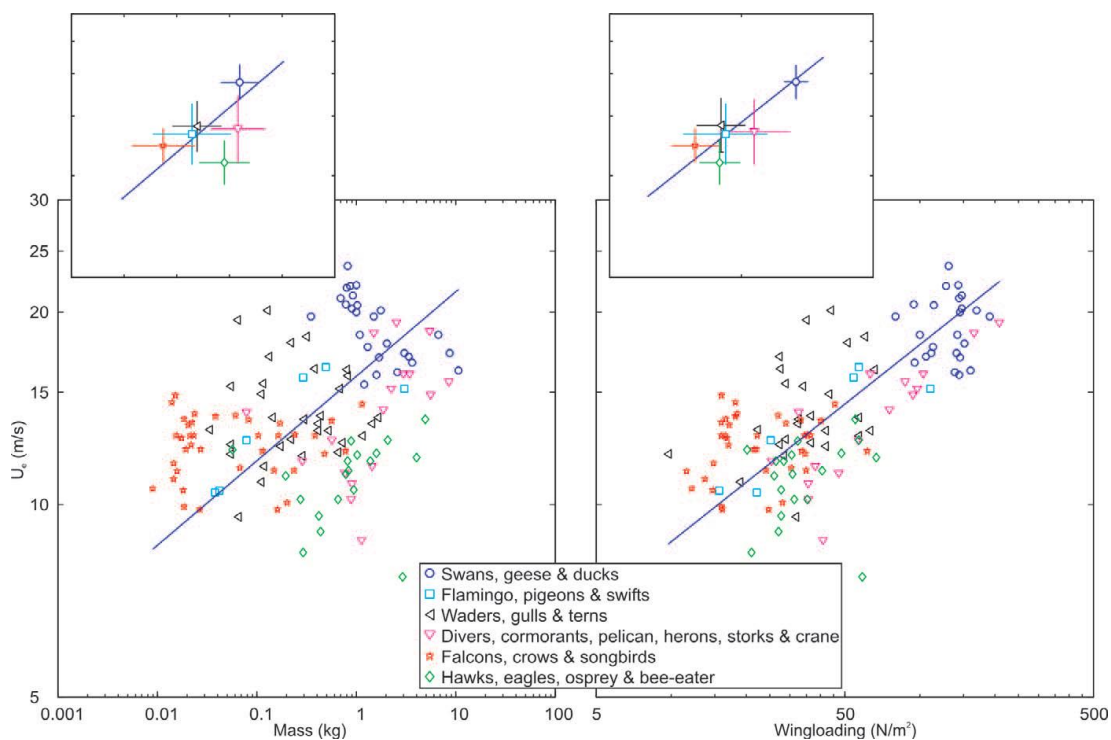 30
25
20
15
10
5
U_e (m/s)
0.001
0.01
0.1
1
10
100
Mass (kg)
5
50
500
Wingloading (N/m²)
Swans, geese & ducks
Flamingo, pigeons & swifts
Waders, gulls & terns
Divers, cormorants, pelican, herons, storks & crane
Falcons, crows & songbirds
Hawks, eagles, osprey & bee-eater